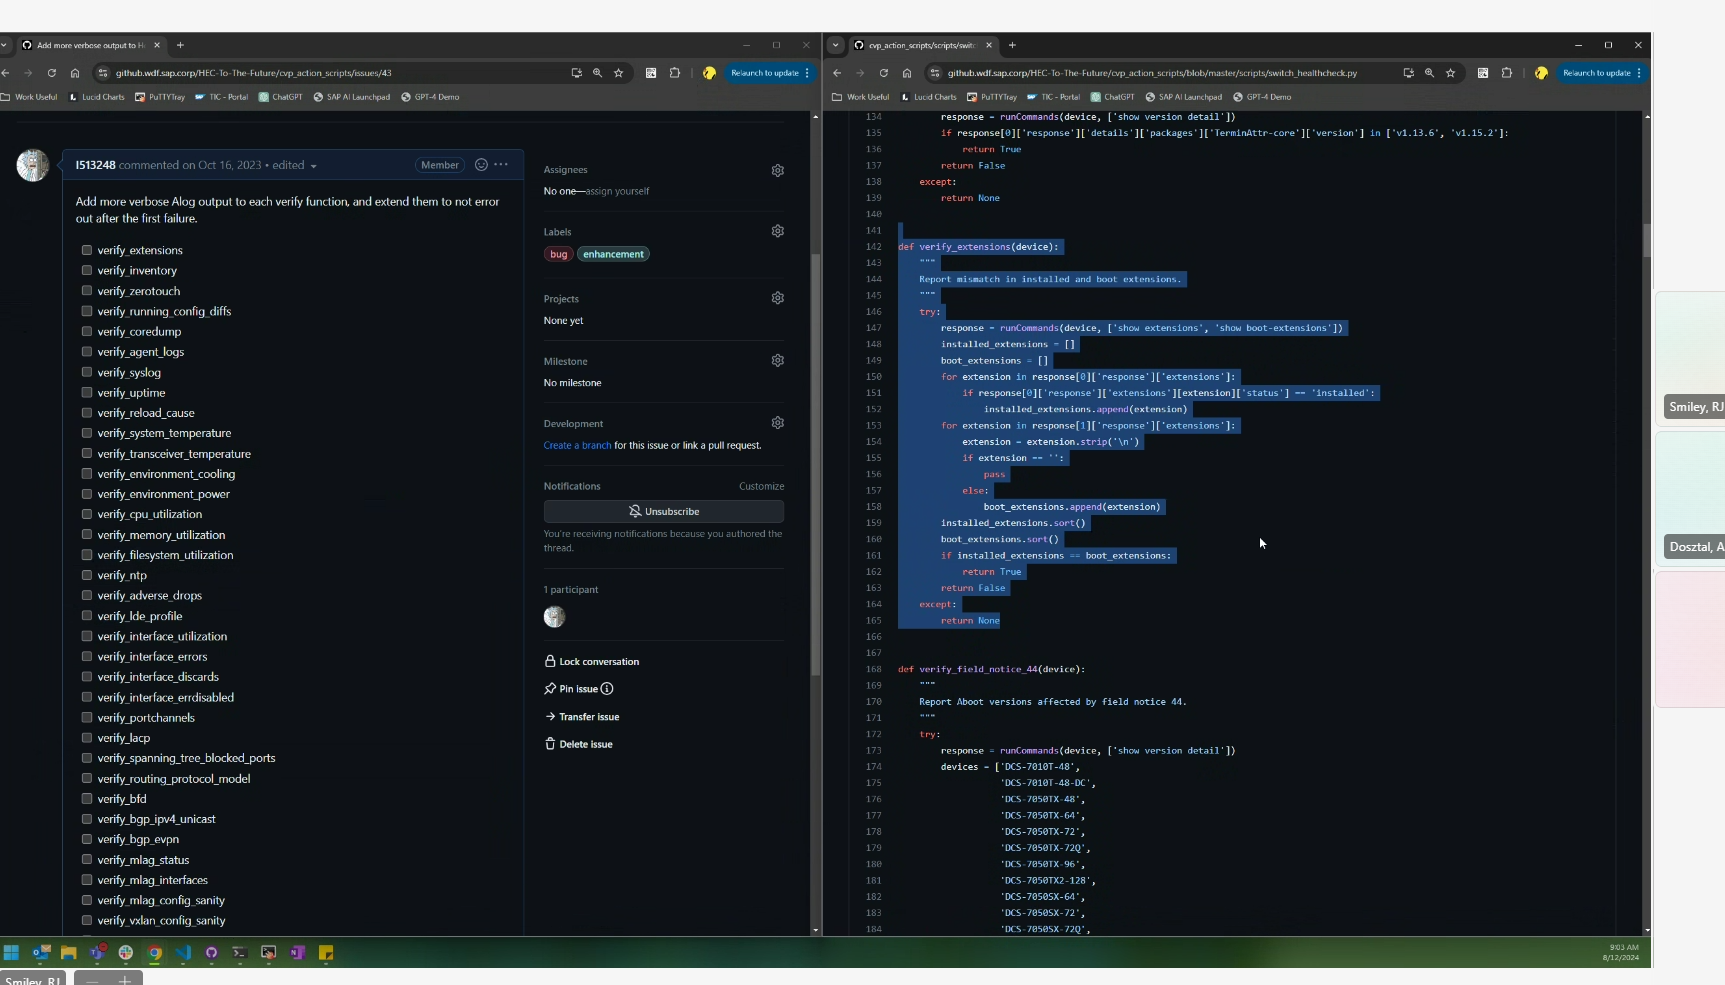 Add more verbose output to H
github.wdf.sap.corp/HEC-To-The-Future/cvp_action_scripts/issues/43
Relaunch to update
Work Useful
Lucid Charts
PuTTYTray
TIC - Portal
ChatGPT
SAP AI Launchpad
GPT-4 Demo
I513248 commented on Oct 16, 2023 • edited
Member
Add more verbose Alog output to each verify function, and extend them to not error
out after the first failure.
verify_extensions
verify_inventory
verify_zerotouch
verify_running_config_diffs
verify_coredump
verify_agent_logs
verify_syslog
verify_uptime
verify_reload_cause
verify_system_temperature
verify_transceiver_temperature
verify_environment_cooling
verify_environment_power
verify_cpu_utilization
verify_memory_utilization
verify_filesystem_utilization
verify_ntp
verify_adverse_drops
verify_lde_profile
verify_interface_utilization
verify_interface_errors
verify_interface_discards
verify_interface_errdisabled
verify_portchannels
verify_lacp
verify_spanning_tree_blocked_ports
verify_routing_protocol_model
verify_bfd
verify_bgp_ipv4_unicast
verify_bgp_evpn
verify_mlag_status
verify_mlag_interfaces
verify_mlag_config_sanity
verify_vxlan_config_sanity
Assignees
No one—assign yourself
Labels
bug enhancement
Projects
None yet
Milestone
No milestone
Development
Create a branch for this issue or link a pull request.
Notifications
Customize
Unsubscribe
You're receiving notifications because you authored the
thread.
1 participant
Lock conversation
Pin issue
Transfer issue
Delete issue
cvp_action_scripts/scripts/switc
github.wdf.sap.corp/HEC-To-The-Future/cvp_action_scripts/blob/master/scripts/switch_healthcheck.py
Relaunch to update
Work Useful
Lucid Charts
PuTTYTray
TIC - Portal
ChatGPT
SAP AI Launchpad
GPT-4 Demo
134 response = runCommands(device, ['show version detail'])
135 if response[0]['response']['details']['packages']['TerminAttr-core']['version'] in ['v1.13.6', 'v1.15.2']:
136 return True
137 return False
138 except:
139 return None
140
141
142 def verify_extensions(device):
143 """
144 Report mismatch in installed and boot extensions.
145 """
146 try:
147 response = runCommands(device, ['show extensions', 'show boot-extensions'])
148 installed_extensions = []
149 boot_extensions = []
150 for extension in response[0]['response']['extensions']:
151 if response[0]['response']['extensions'][extension]['status'] == 'installed':
152 installed_extensions.append(extension)
153 for extension in response[1]['response']['extensions']:
154 extension = extension.strip('\n')
155 if extension == '':
156 pass
157 else:
158 boot_extensions.append(extension)
159 installed_extensions.sort()
160 boot_extensions.sort()
161 if installed_extensions == boot_extensions:
162 return True
163 return False
164 except:
165 return None
166
167
168 def verify_field_notice_44(device):
169 """
170 Report Aboot versions affected by field notice 44.
171 """
172 try:
173 response = runCommands(device, ['show version detail'])
174 devices = ['DCS-7010T-48',
175 'DCS-7010T-48-DC',
176 'DCS-7050TX-48',
177 'DCS-7050TX-64',
178 'DCS-7050TX-72',
179 'DCS-7050TX-72Q',
180 'DCS-7050TX-96',
181 'DCS-7050TX2-128',
182 'DCS-7050SX-64',
183 'DCS-7050SX-72',
184 'DCS-7050SX-72Q',
Smiley, RJ
Dosztal, A
9:03 AM
8/12/2024
Smiley, RJ